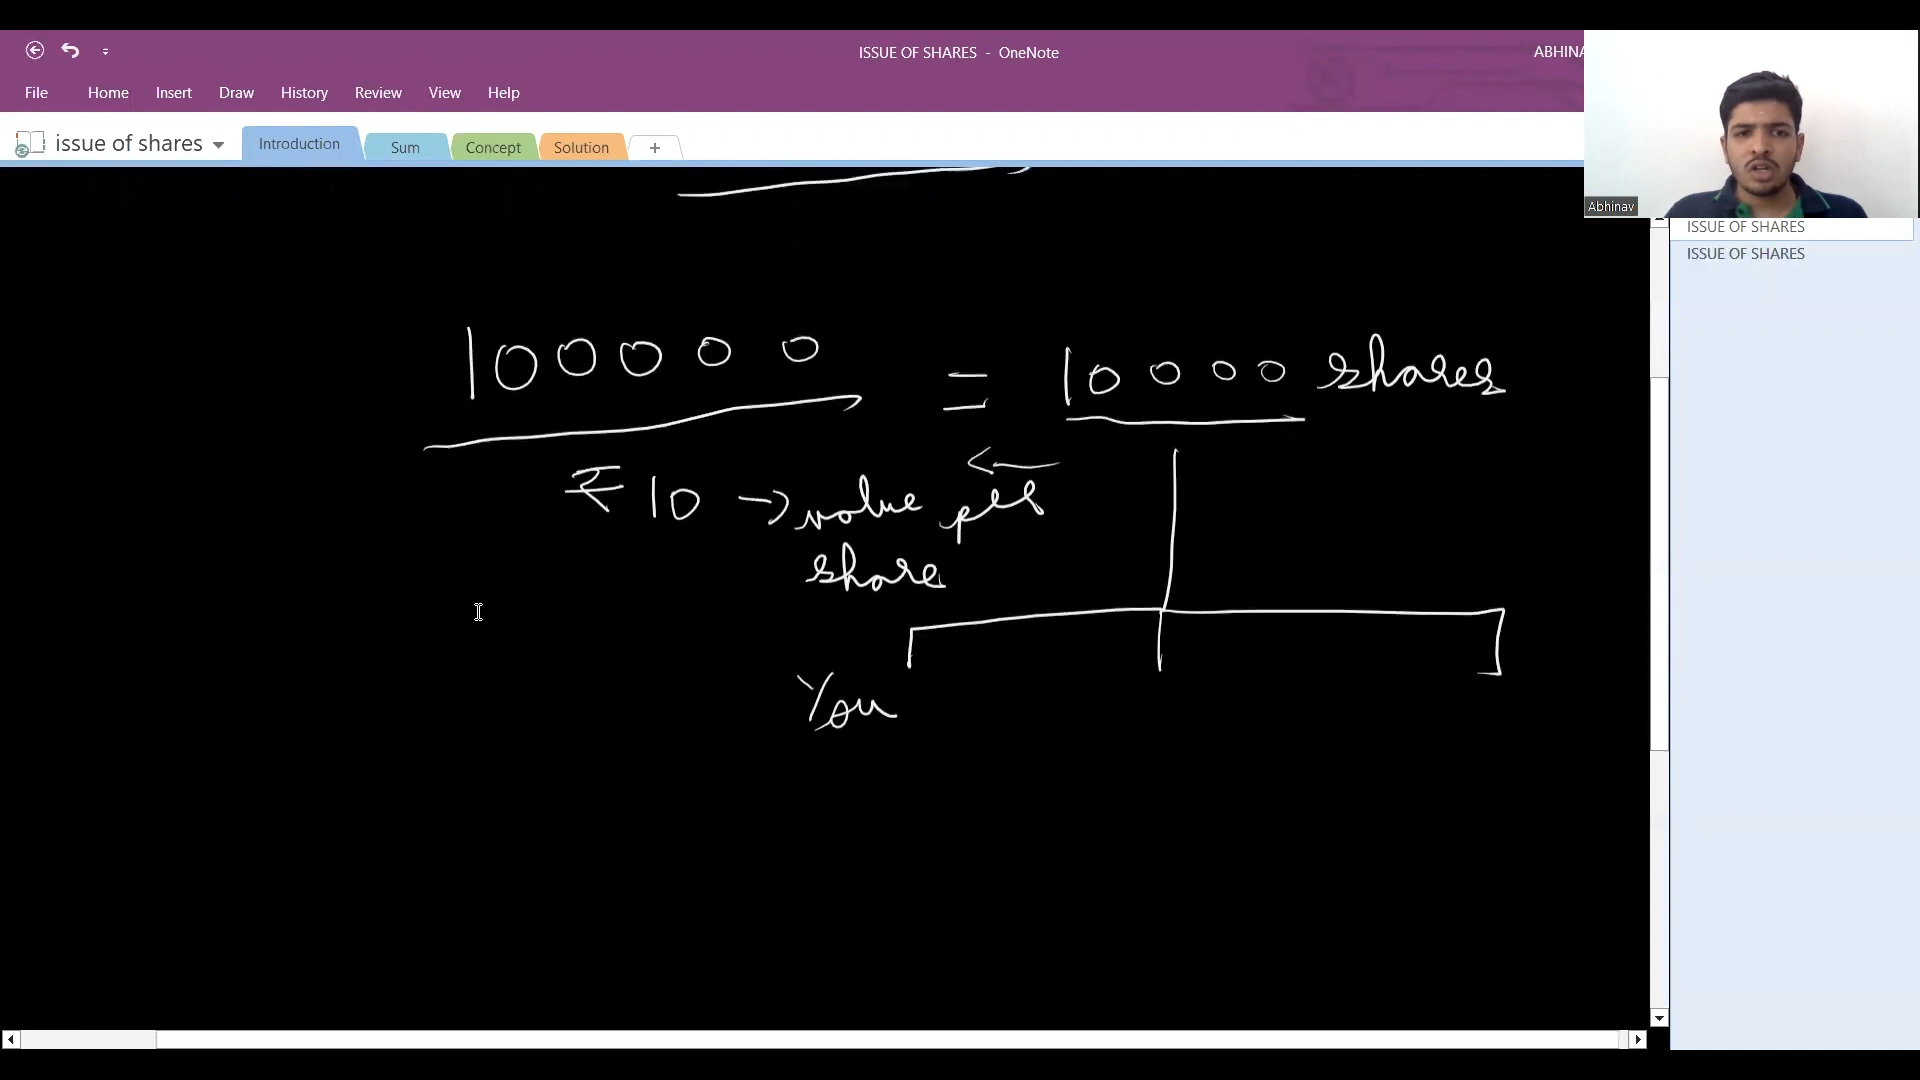 ISSUE OF SHARES - OneNote
ABHINA
File Home Insert Draw History Review View Help
issue of shares
Introduction Sum Concept Solution +
Abhinav
ISSUE OF SHARES
ISSUE OF SHARES
100000 = 10000 shares
₹ 10 → value per
share
You